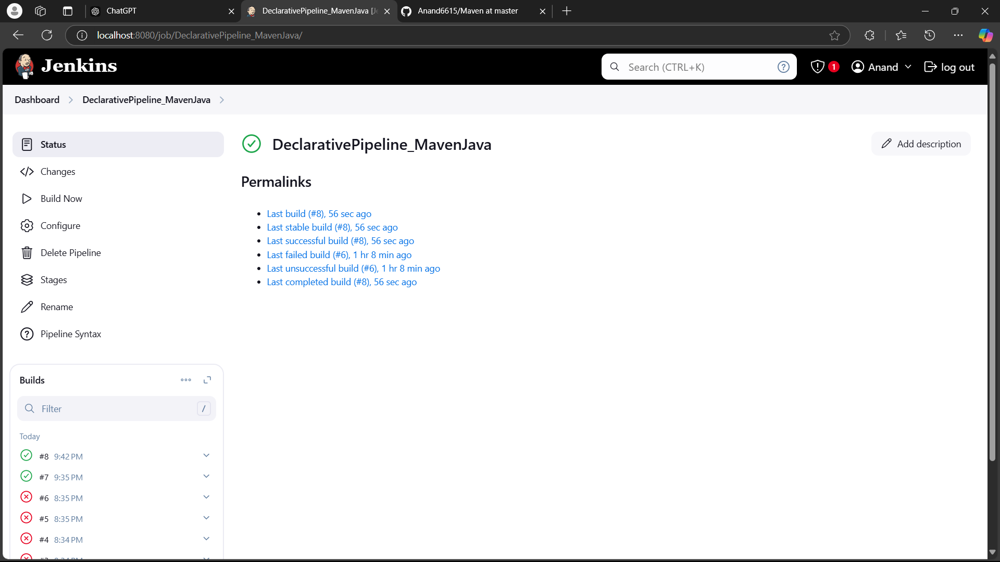 ChatGPT
DeclarativePipeline_MavenJava [Je
Anand6615/Maven at master
localhost:8080/job/DeclarativePipeline_MavenJava/
Jenkins
Search (CTRL+K)
?
1
Anand
log out
Dashboard
DeclarativePipeline_MavenJava
Status
Changes
Build Now
Configure
Delete Pipeline
Stages
Rename
Pipeline Syntax
DeclarativePipeline_MavenJava
Add description
Permalinks
Last build (#8), 56 sec ago
Last stable build (#8), 56 sec ago
Last successful build (#8), 56 sec ago
Last failed build (#6), 1 hr 8 min ago
Last unsuccessful build (#6), 1 hr 8 min ago
Last completed build (#8), 56 sec ago
Builds
Filter
/
Today
#8 9:42 PM
#7 9:35 PM
#6 8:35 PM
#5 8:35 PM
#4 8:34 PM